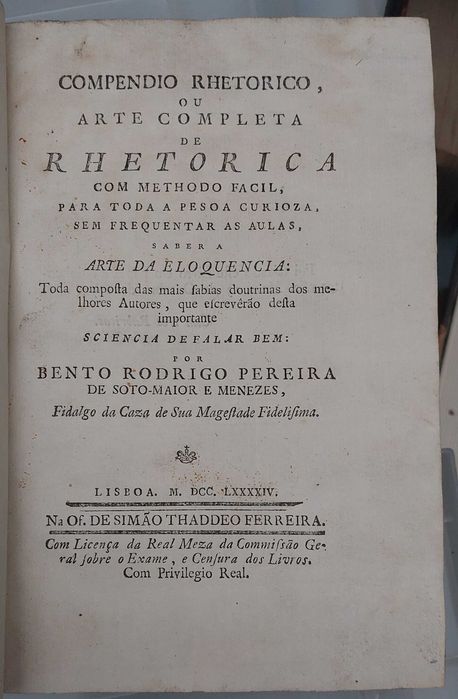 COMPENDIO RHETORICO,
OU
ARTE COMPLETA
DE
RHETORICA
COM METHODO FACIL,
PARA TODA A PESOA CURIOZA,
SEM FREQUENTAR AS AULAS,
SABER A
ARTE DA ELOQUENCIA:
Toda compoſta das mais ſabias doutrinas dos me-
lhores Autores, que eſcrevêrão deſta
importante
SCIENCIA DE FALAR BEM:
POR
BENTO RODRIGO PEREIRA
DE SOTO-MAIOR E MENEZES,
Fidalgo da Caza de Sua Mageſtade Fideliſima.
LISBOA. M. DCC. LXXXXIV.
Na Of. DE SIMÃO THADDEO FERREIRA.
Com Licença da Real Meza da Commiſsão Ge-
ral ſobre o Exame, e Cenſura dos Livros.
Com Privilegio Real.